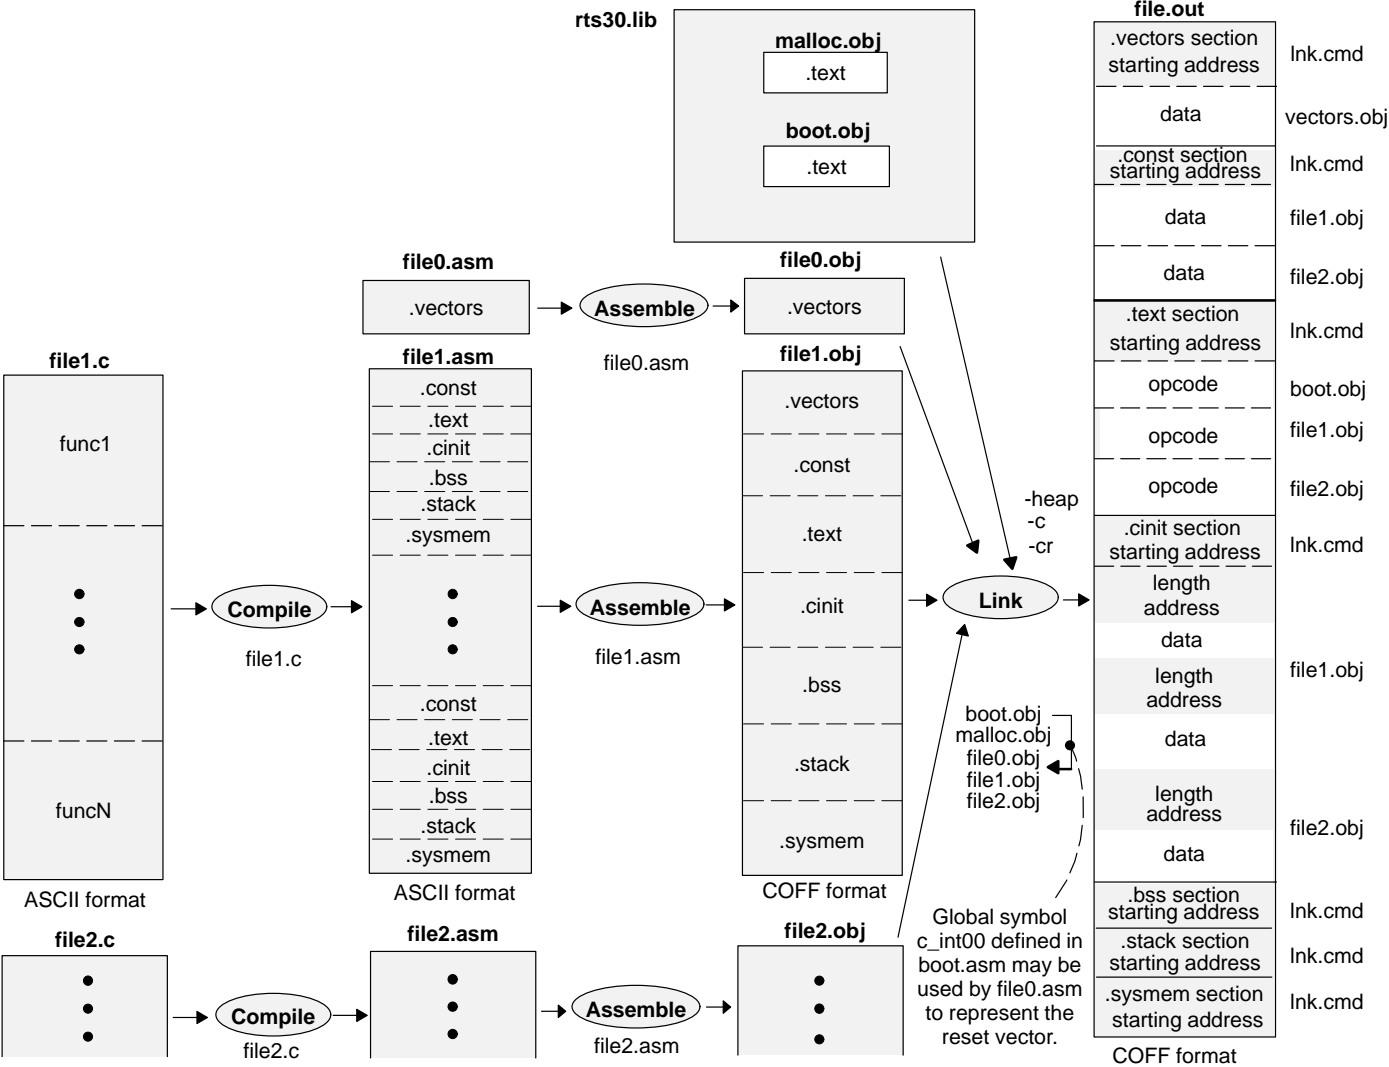 rts30.lib
malloc.obj
.text
boot.obj
.text
file0.asm
.vectors
Assemble
file0.asm
file0.obj
.vectors
file1.c
func1
funcN
ASCII format
Compile
file1.c
file1.asm
.const
.text
.cinit
.bss
.stack
.sysmem
.const
.text
.cinit
.bss
.stack
.sysmem
ASCII format
Assemble
file1.asm
file1.obj
.vectors
.const
.text
.cinit
.bss
.stack
.sysmem
COFF format
file2.c
Compile
file2.c
file2.asm
Assemble
file2.asm
file2.obj
-heap
-c
-cr
Link
boot.obj
malloc.obj
file0.obj
file1.obj
file2.obj
Global symbol
c_int00 defined in
boot.asm may be
used by file0.asm
to represent the
reset vector.
file.out
.vectors section
starting address
lnk.cmd
data
vectors.obj
.const section
starting address
lnk.cmd
data
file1.obj
data
file2.obj
.text section
starting address
lnk.cmd
opcode
boot.obj
opcode
file1.obj
opcode
file2.obj
.cinit section
starting address
lnk.cmd
length
address
data
length
address
file1.obj
data
length
address
file2.obj
data
.bss section
starting address
lnk.cmd
.stack section
starting address
lnk.cmd
.sysmem section
starting address
lnk.cmd
COFF format